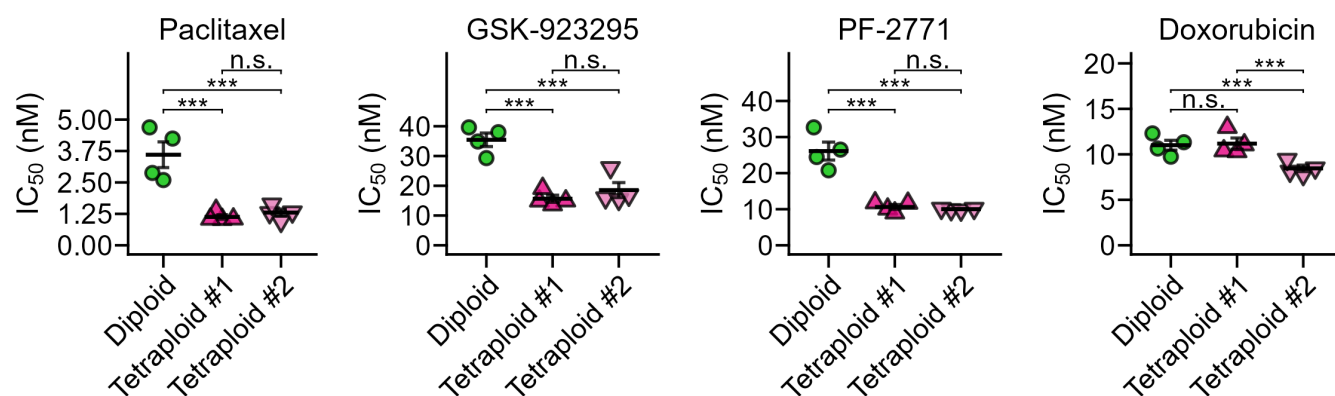 Paclitaxel
IC50 (nM)
5.00
3.75
2.50
1.25
0.00
n.s.
***
***
Diploid
Tetraploid #1
Tetraploid #2
GSK-923295
IC50 (nM)
40
30
20
10
0
n.s.
***
***
Diploid
Tetraploid #1
Tetraploid #2
PF-2771
IC50 (nM)
40
30
20
10
0
n.s.
***
***
Diploid
Tetraploid #1
Tetraploid #2
Doxorubicin
IC50 (nM)
20
15
10
5
0
***
***
n.s.
Diploid
Tetraploid #1
Tetraploid #2